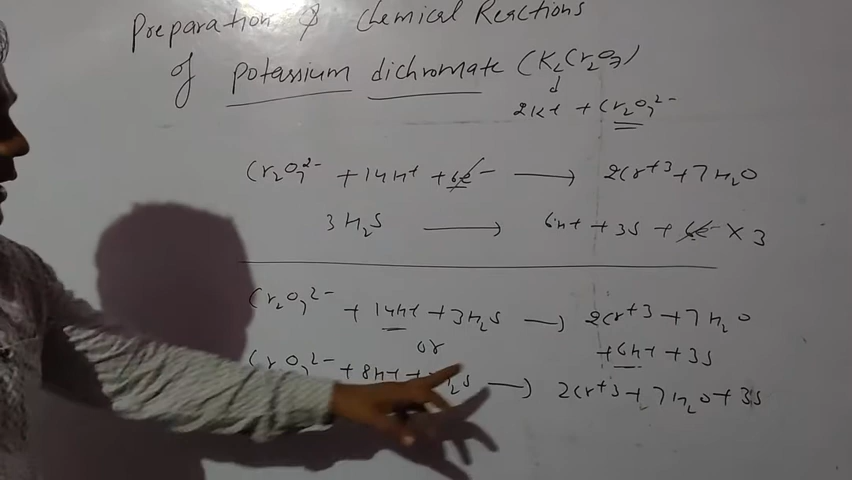 Preparation & Chemical Reactions
of potassium dichromate (K2Cr2O7)
2K+ + Cr2O7 2-
Cr2O7 2- + 14H+ + 6e- → 2Cr+3 + 7H2O
3H2S → 6H+ + 3S + 6e- × 3
Cr2O7 2- + 14H+ + 3H2S → 2Cr+3 + 7H2O
or + 6H+ + 3S
Cr2O7 2- + 8H+ + H2S → 2Cr+3 + 7H2O + 3S